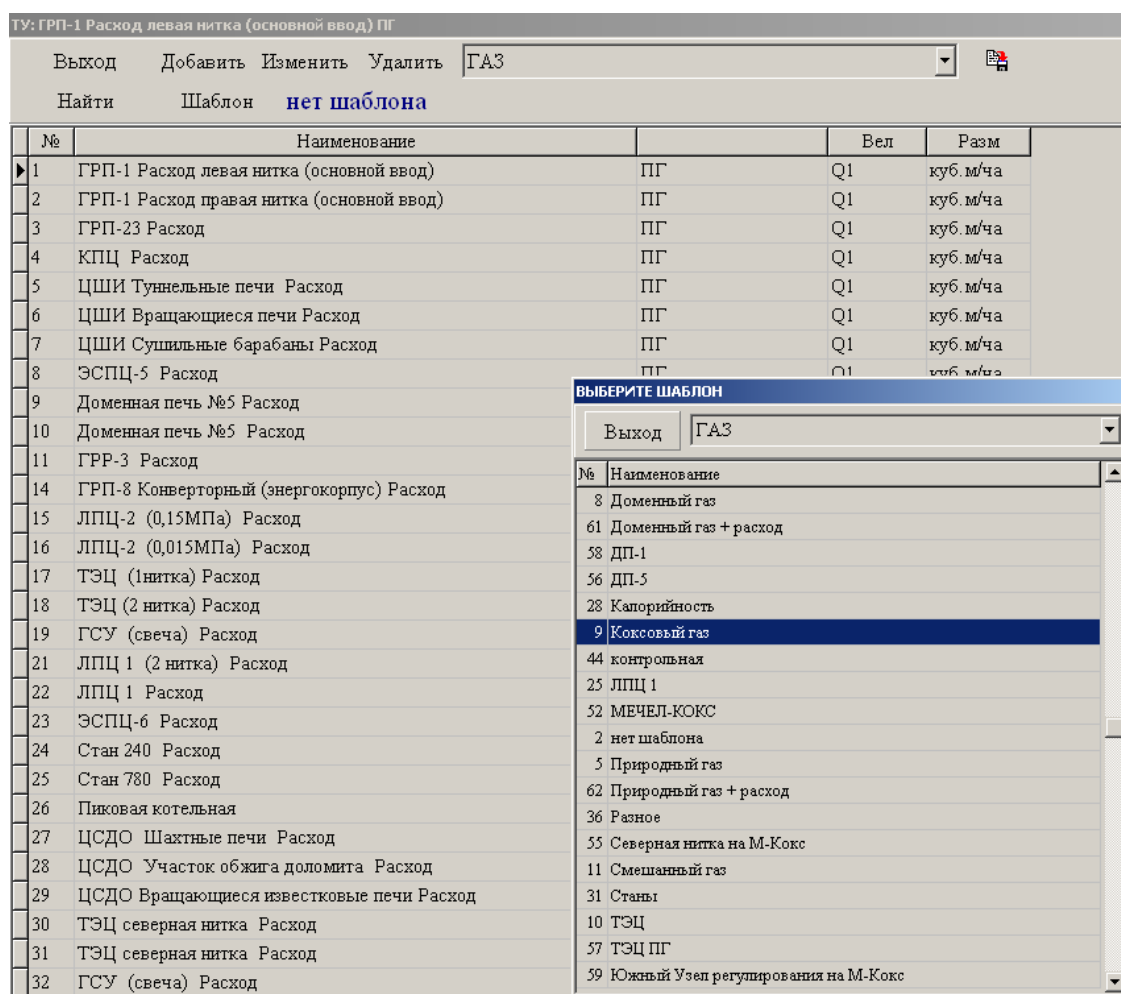 ТУ: ГРП-1 Расход левая нитка (основной ввод) ПГ
Выход Добавить Изменить Удалить ГАЗ
Найти Шаблон нет шаблона
№ Наименование Вел Разм
1 ГРП-1 Расход левая нитка (основной ввод) ПГ Q1 куб.м/ча
2 ГРП-1 Расход правая нитка (основной ввод) ПГ Q1 куб.м/ча
3 ГРП-23 Расход ПГ Q1 куб.м/ча
4 КПЦ Расход ПГ Q1 куб.м/ча
5 ЦШИ Туннельные печи Расход ПГ Q1 куб.м/ча
6 ЦШИ Вращающиеся печи Расход ПГ Q1 куб.м/ча
7 ЦШИ Сушильные барабаны Расход ПГ Q1 куб.м/ча
8 ЭСПЦ-5 Расход ПГ Q1 куб.м/ча
9 Доменная печь №5 Расход
10 Доменная печь №5 Расход
11 ГРР-3 Расход
14 ГРП-8 Конверторный (энергокорпус) Расход
15 ЛПЦ-2 (0,15МПа) Расход
16 ЛПЦ-2 (0,015МПа) Расход
17 ТЭЦ (1нитка) Расход
18 ТЭЦ (2 нитка) Расход
19 ГСУ (свеча) Расход
21 ЛПЦ 1 (2 нитка) Расход
22 ЛПЦ 1 Расход
23 ЭСПЦ-6 Расход
24 Стан 240 Расход
25 Стан 780 Расход
26 Пиковая котельная
27 ЦСДО Шахтные печи Расход
28 ЦСДО Участок обжига доломита Расход
29 ЦСДО Вращающиеся известковые печи Расход
30 ТЭЦ северная нитка Расход
31 ТЭЦ северная нитка Расход
32 ГСУ (свеча) Расход
ВЫБЕРИТЕ ШАБЛОН
Выход ГАЗ
№ Наименование
8 Доменный газ
61 Доменный газ + расход
58 ДП-1
56 ДП-5
28 Калорийность
9 Коксовый газ
44 контрольная
25 ЛПЦ 1
52 МЕЧЕЛ-КОКС
2 нет шаблона
5 Природный газ
62 Природный газ + расход
36 Разное
55 Северная нитка на М-Кокс
11 Смешанный газ
31 Станы
10 ТЭЦ
57 ТЭЦ ПГ
59 Южный Узел регулирования на М-Кокс